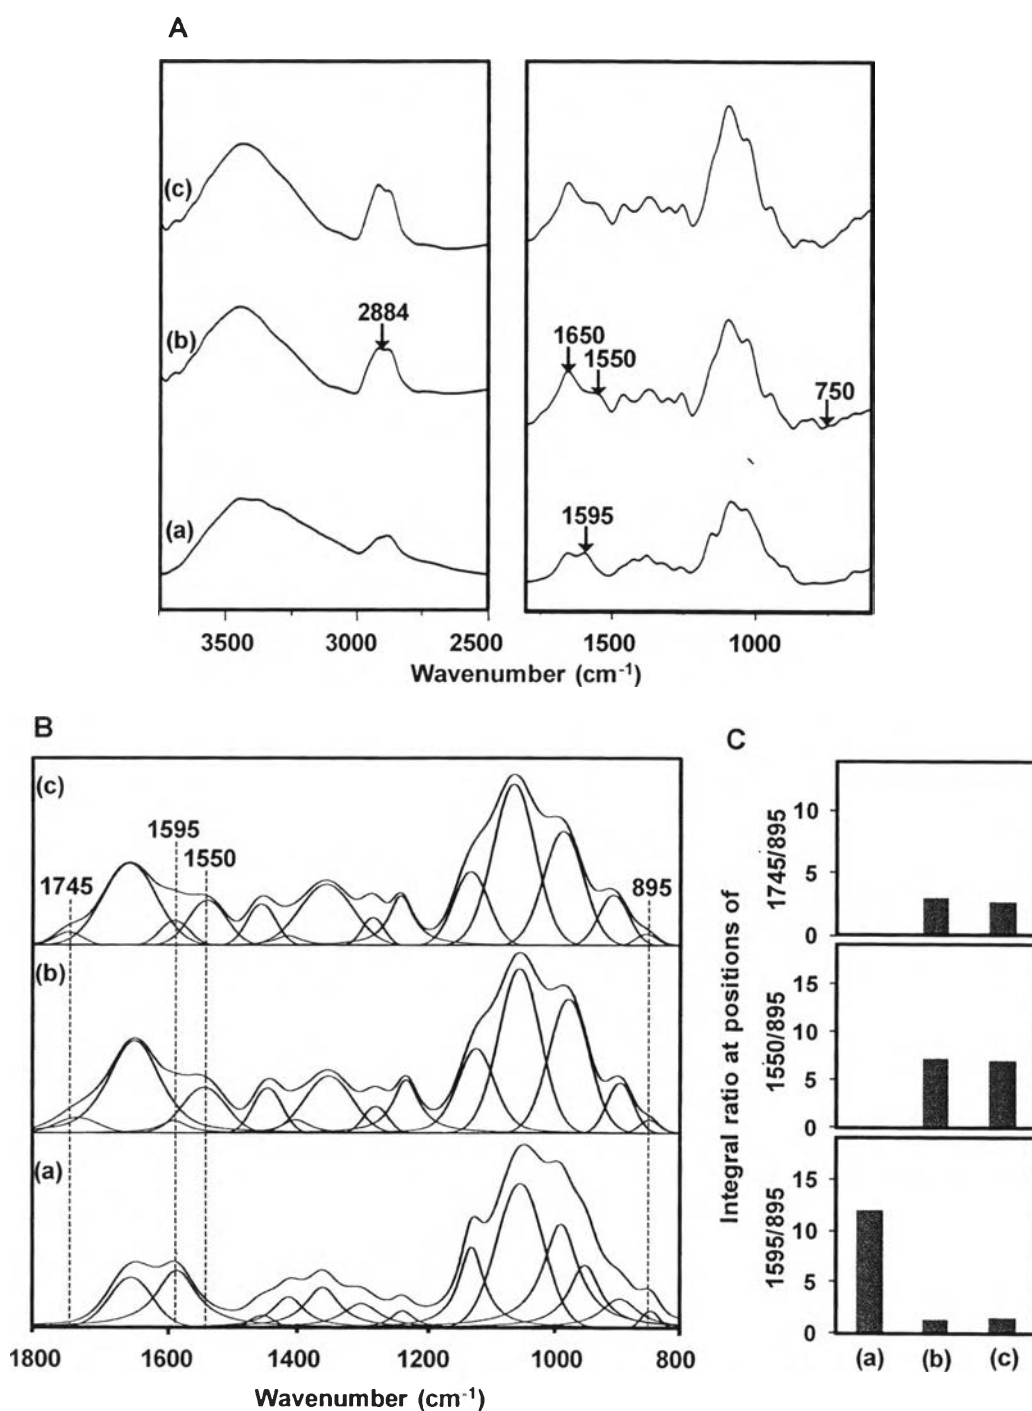 A
(c)
(b)
(a)
2884
1650
1550
750
1595
3500 3000 2500 1500 1000
Wavenumber (cm⁻¹)
B
(c)
1595
1550
1745
895
(b)
(a)
1800 1600 1400 1200 1000 800
Wavenumber (cm⁻¹)
C
Integral ratio at positions of
1745/895
10
5
0
1550/895
15
10
5
0
1595/895
15
10
5
0
(a) (b) (c)